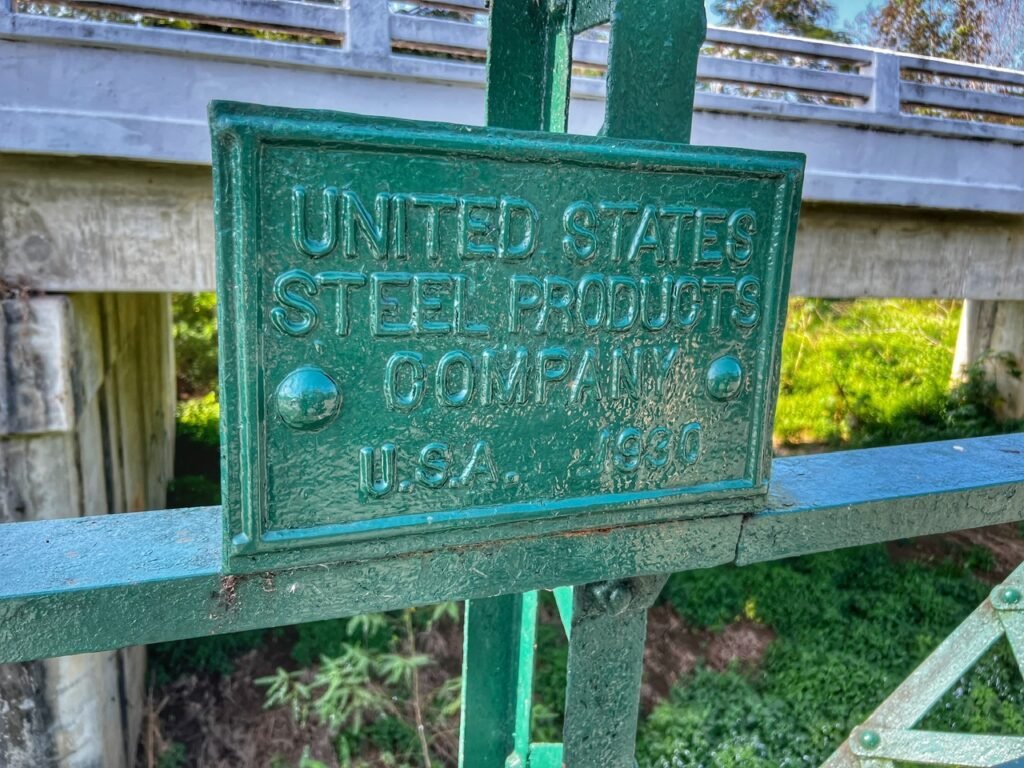 UNITED STATES
STEEL PRODUCTS
COMPANY
U.S.A. 1930